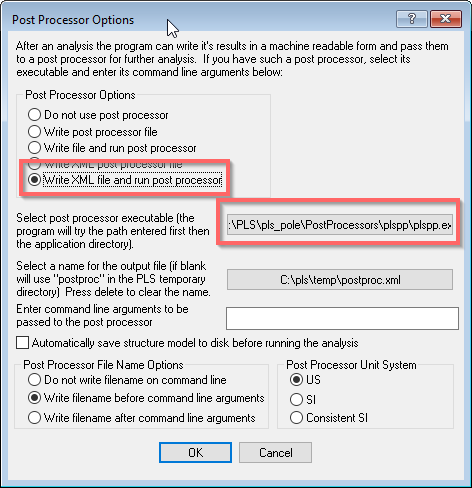 Post Processor Options
?
After an analysis the program can write it's results in a machine readable form and pass them
to a post processor for further analysis. If you have such a post processor, select its
executable and enter its command line arguments below:
Post Processor Options
Do not use post processor
Write post processor file
Write file and run post processor
Write XML post processor file
Write XML file and run post processor
Select post processor executable (the
program will try the path entered first then
the application directory).
:\PLS\pls_pole\PostProcessors\plspp\plspp.ex
Select a name for the output file (if blank
will use "postproc" in the PLS temporary
directory) Press delete to clear the name.
C:\pls\temp\postproc.xml
Enter command line arguments to be
passed to the post processor
Automatically save structure model to disk before running the analysis
Post Processor File Name Options
Do not write filename on command line
Write filename before command line arguments
Write filename after command line arguments
Post Processor Unit System
US
SI
Consistent SI
OK
Cancel